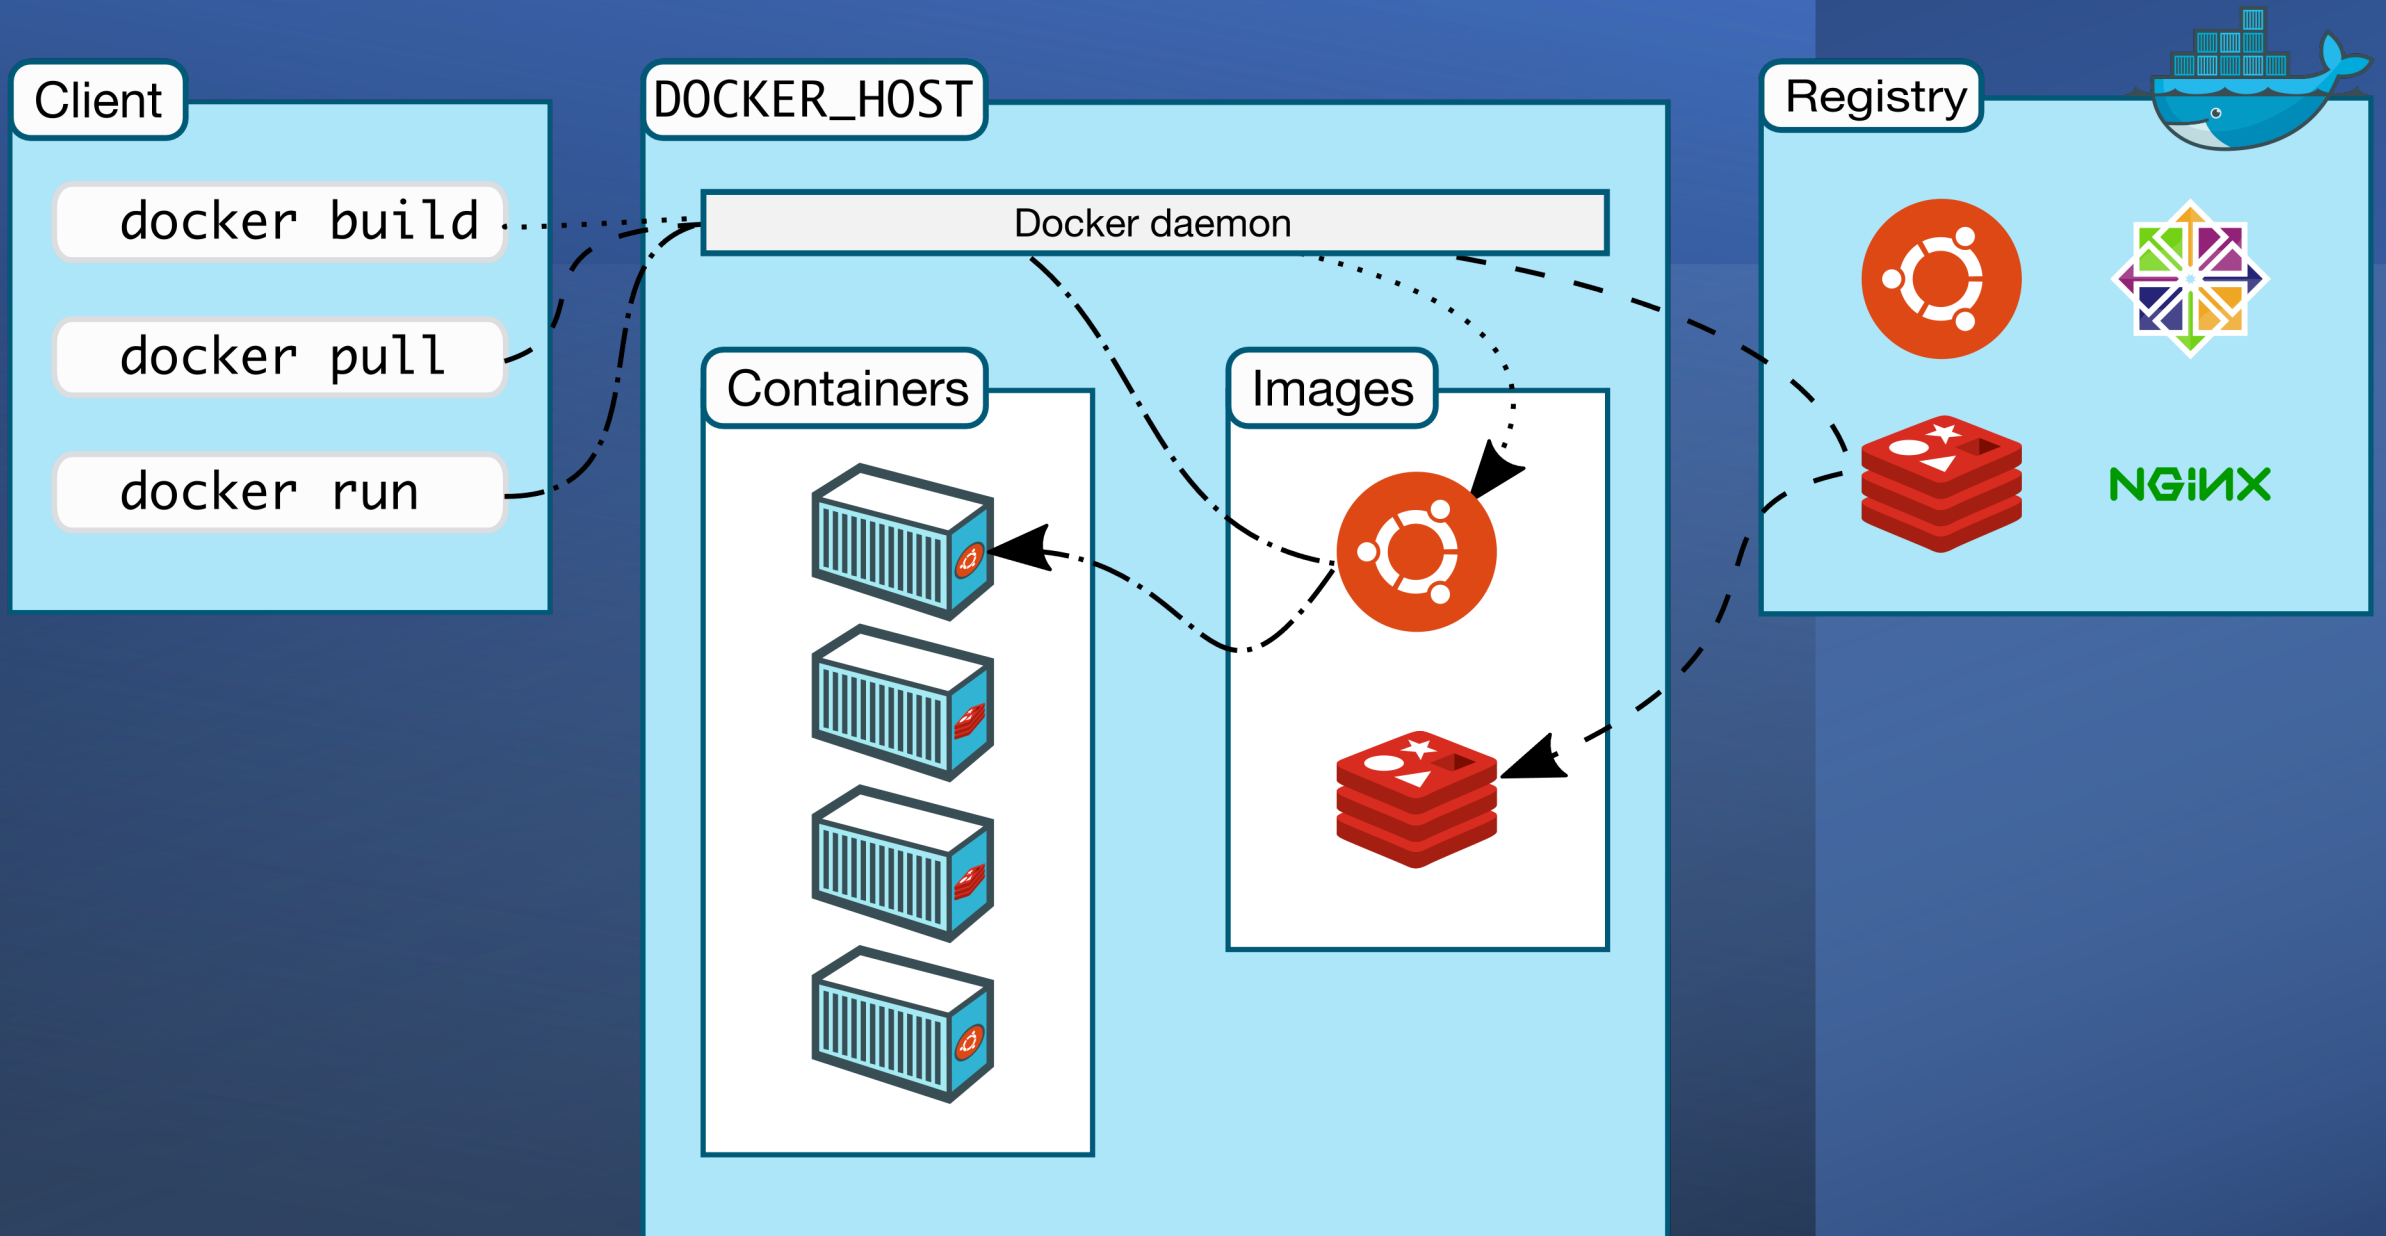 Client
docker build
docker pull
docker run
DOCKER_HOST
Docker daemon
Containers
Images
Registry
NGiNX